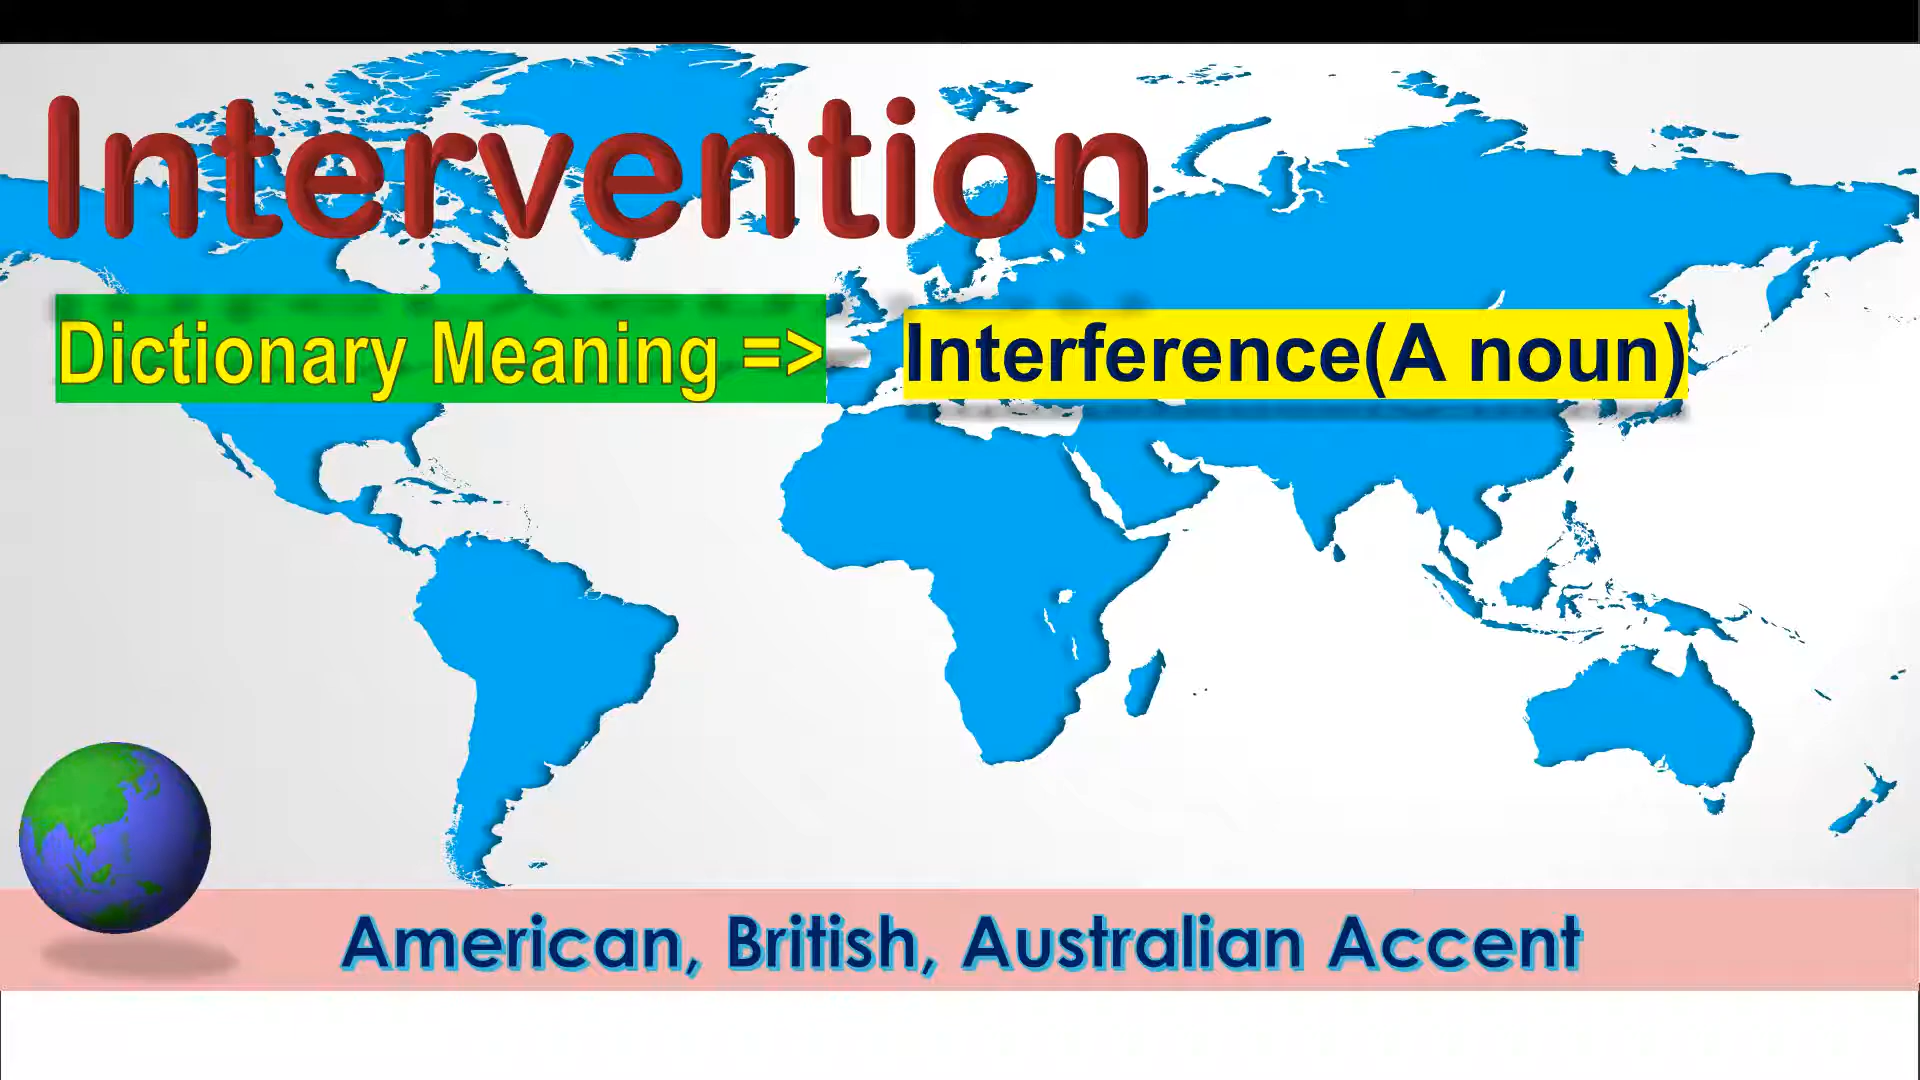 Intervention
Dictionary Meaning => Interference(A noun)
American, British, Australian Accent